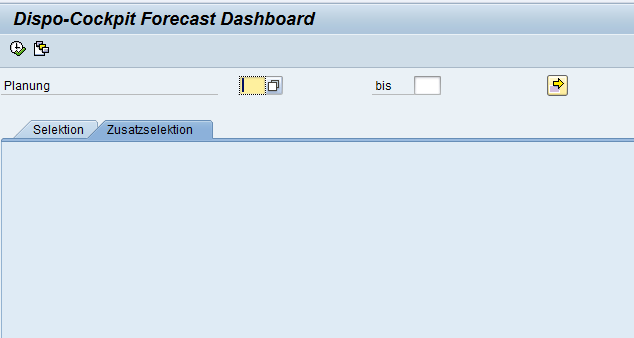 Dispo-Cockpit Forecast Dashboard
Planung bis
Selektion Zusatzselektion